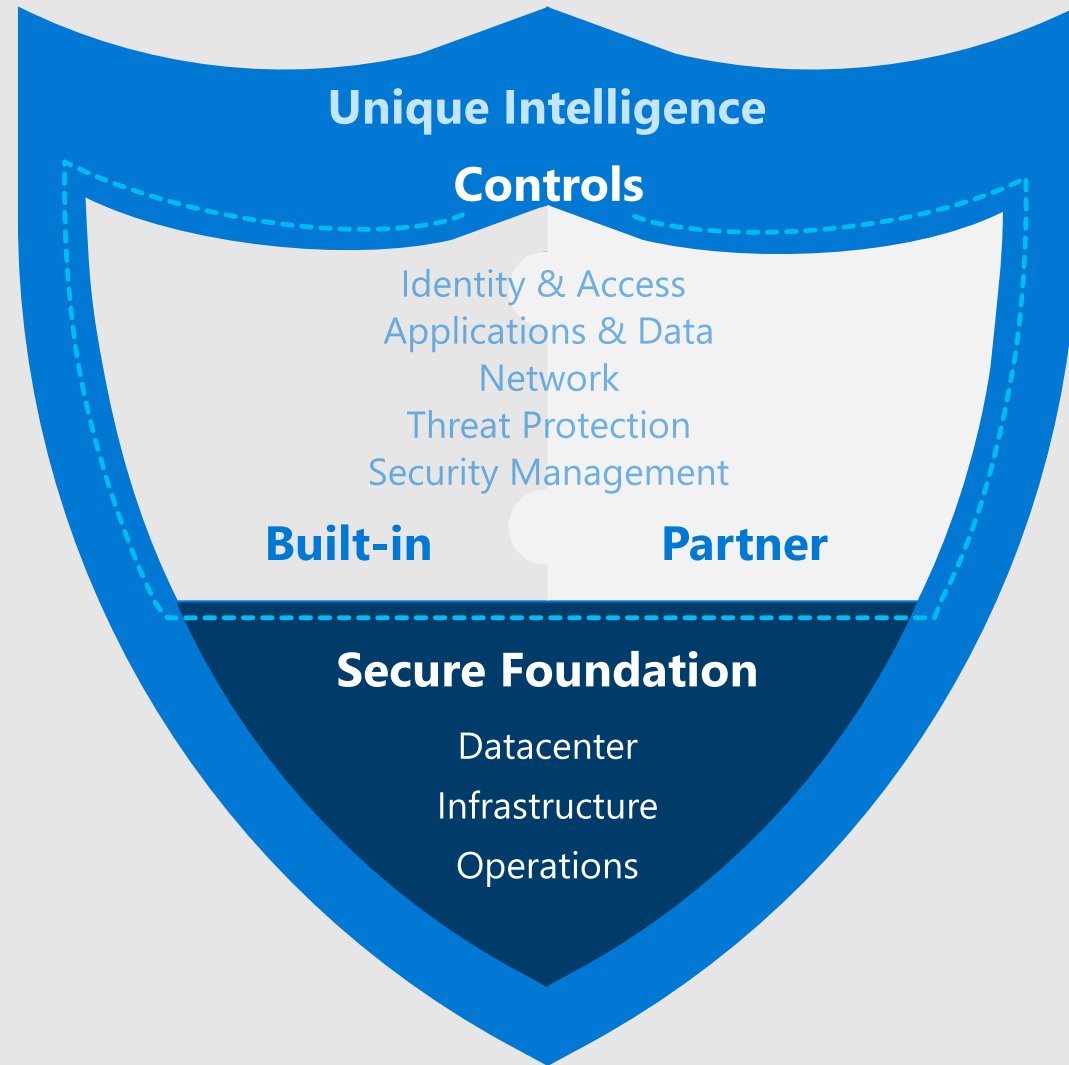 Unique Intelligence
Controls
Identity & Access
Applications & Data
Network
Threat Protection
Security Management
Built-in Partner
Secure Foundation
Datacenter
Infrastructure
Operations